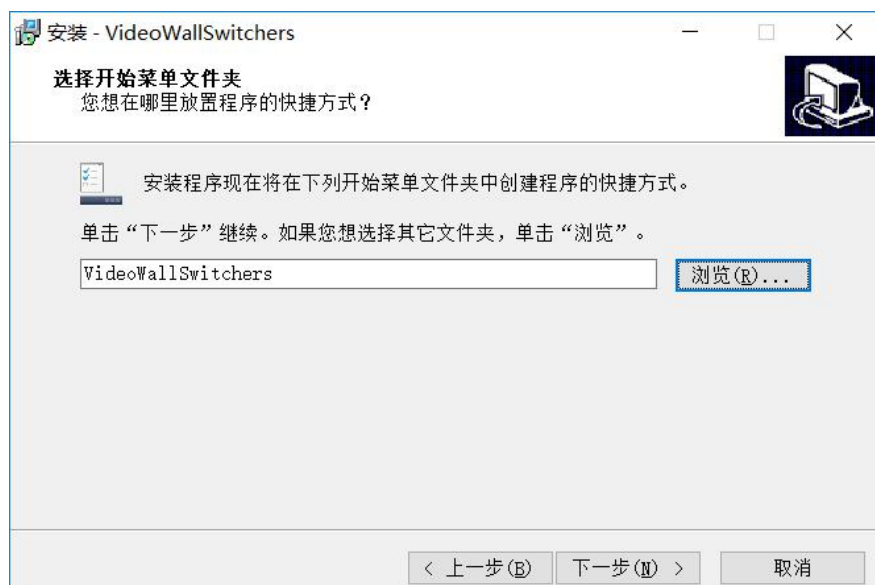 安装 - VideoWallSwitchers
选择开始菜单文件夹
您想在哪里放置程序的快捷方式?
安装程序现在将在下列开始菜单文件夹中创建程序的快捷方式。
单击“下一步”继续。如果您想选择其它文件夹,单击“浏览”。
VideoWallSwitchers
浏览(R)...
< 上一步(B)
下一步(N) >
取消